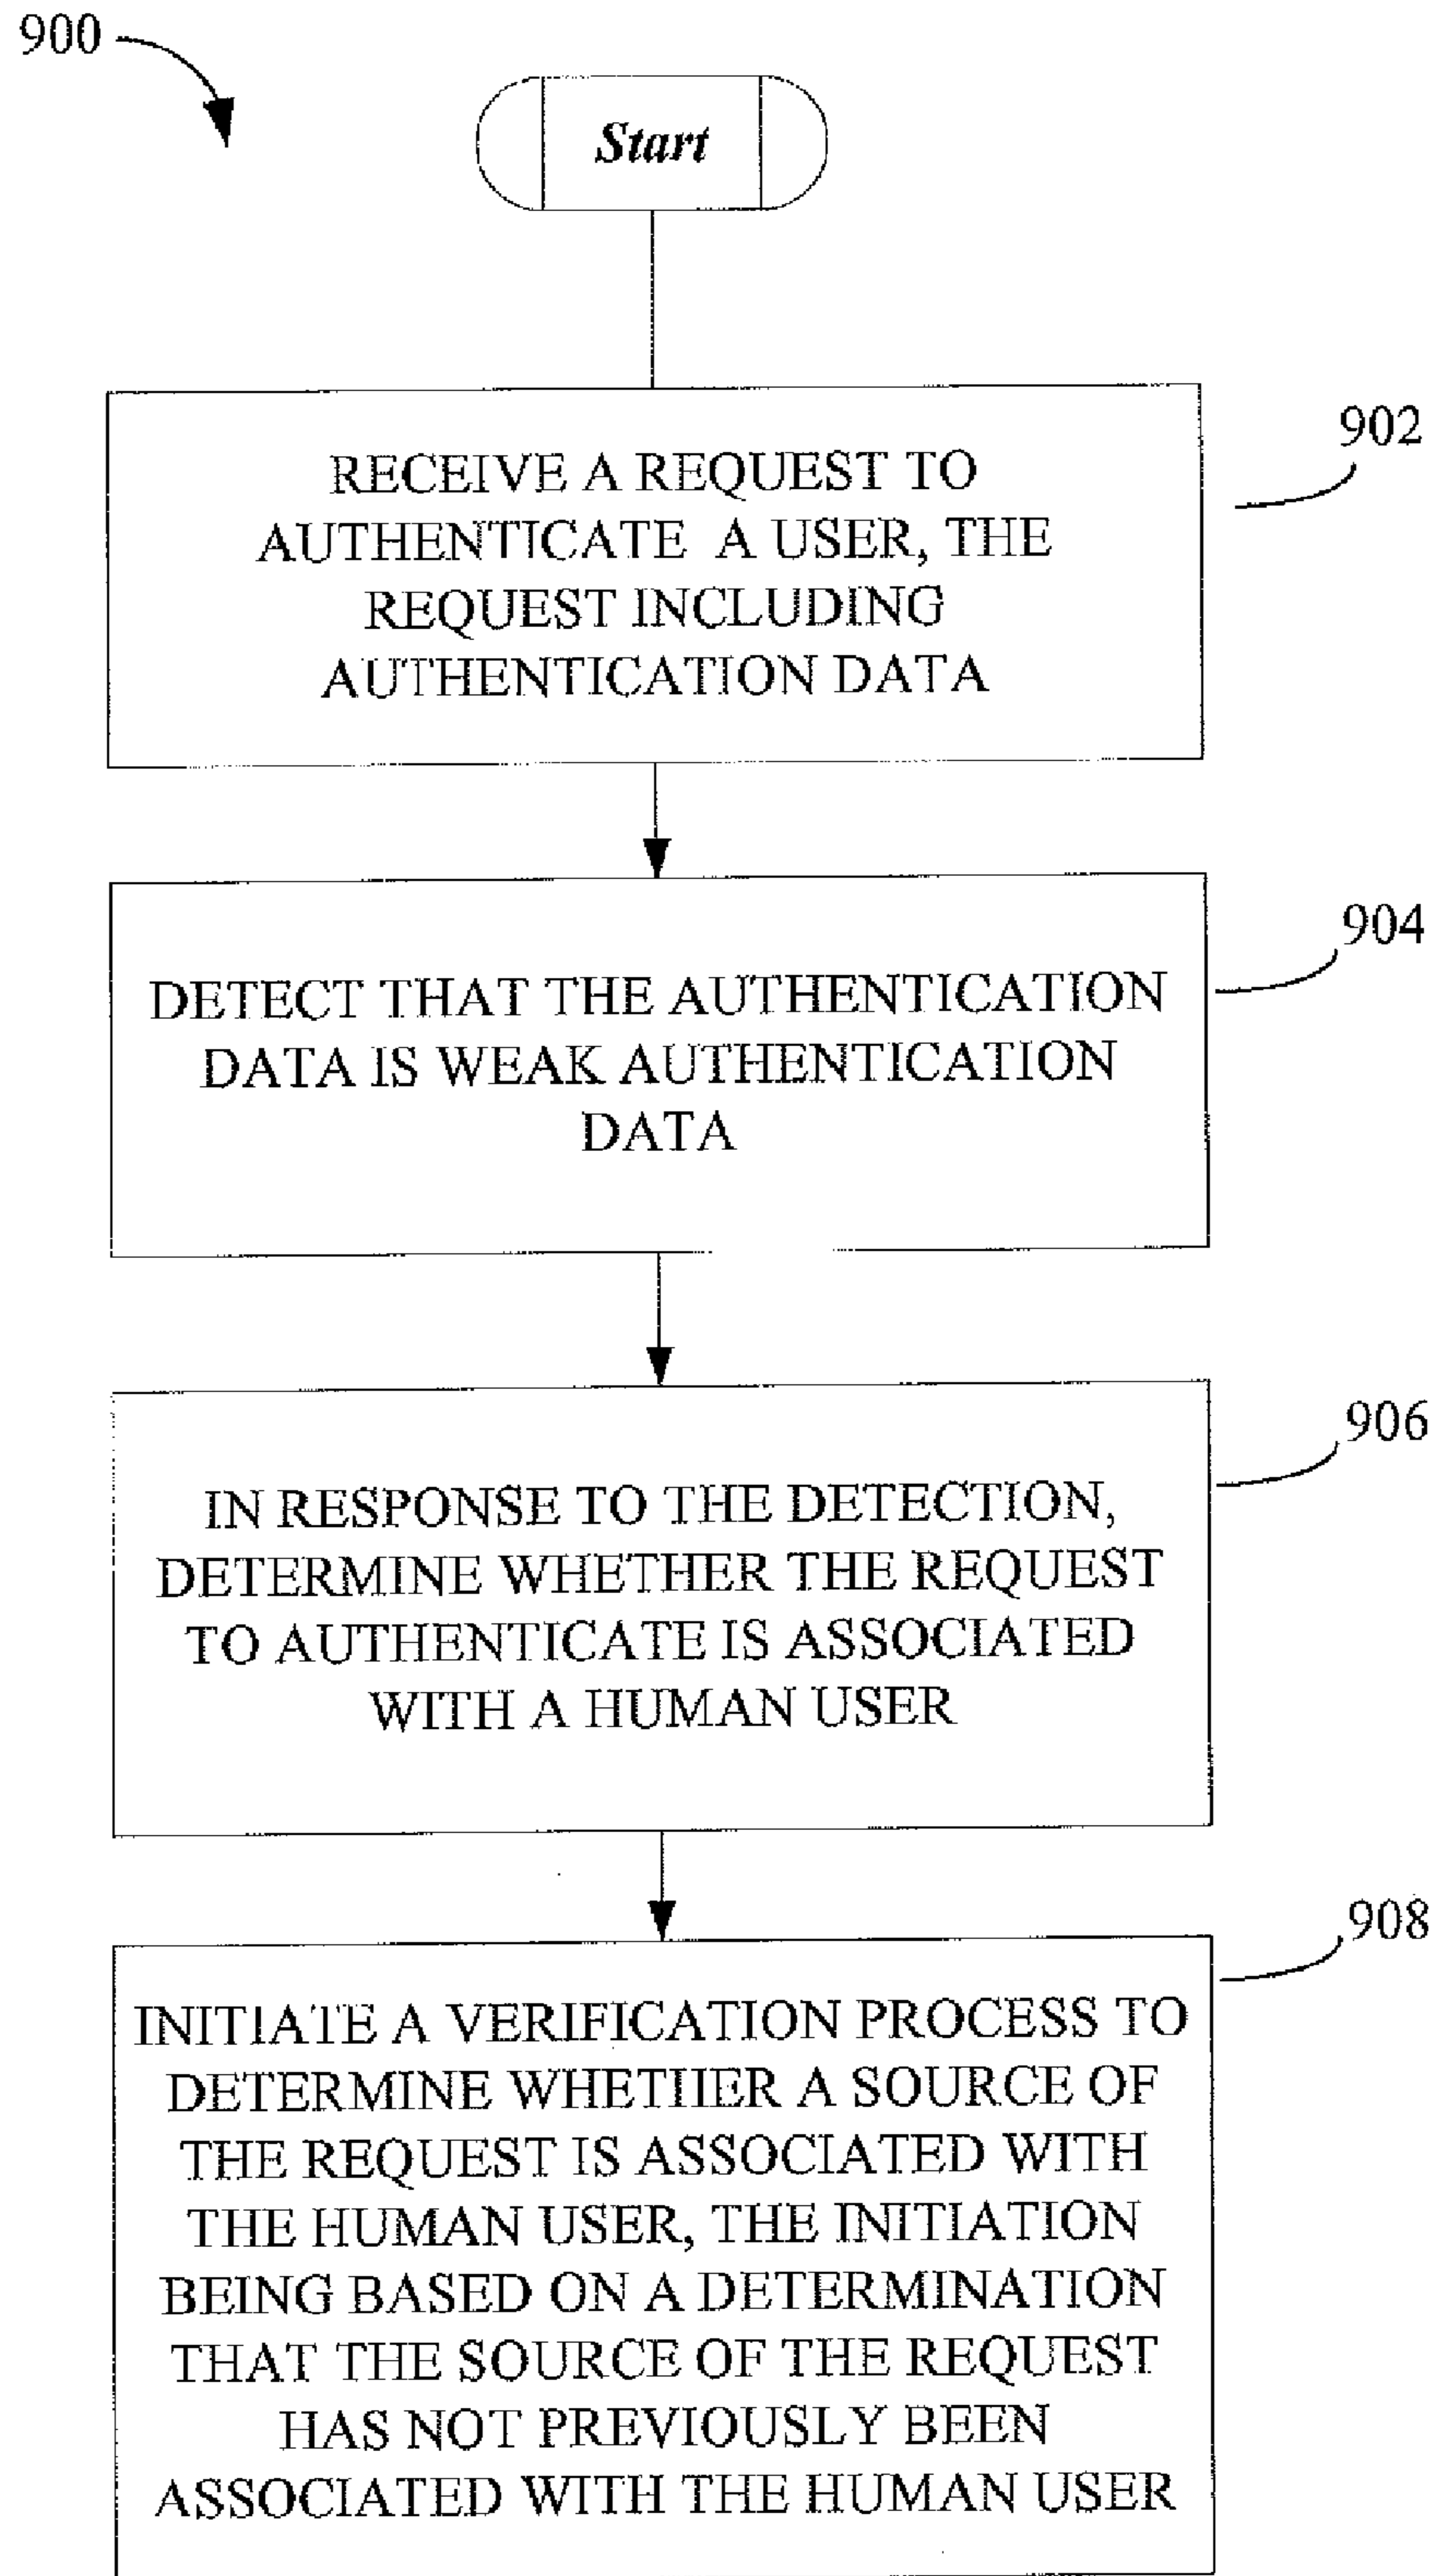 900
Start
902
RECEIVE A REQUEST TO
AUTHENTICATE A USER, THE
REQUEST INCLUDING
AUTHENTICATION DATA
904
DETECT THAT THE AUTHENTICATION
DATA IS WEAK AUTHENTICATION
DATA
906
IN RESPONSE TO THE DETECTION,
DETERMINE WHETHER THE REQUEST
TO AUTHENTICATE IS ASSOCIATED
WITH A HUMAN USER
908
INITIATE A VERIFICATION PROCESS TO
DETERMINE WHETHER A SOURCE OF
THE REQUEST IS ASSOCIATED WITH
THE HUMAN USER, THE INITIATION
BEING BASED ON A DETERMINATION
THAT THE SOURCE OF THE REQUEST
HAS NOT PREVIOUSLY BEEN
ASSOCIATED WITH THE HUMAN USER